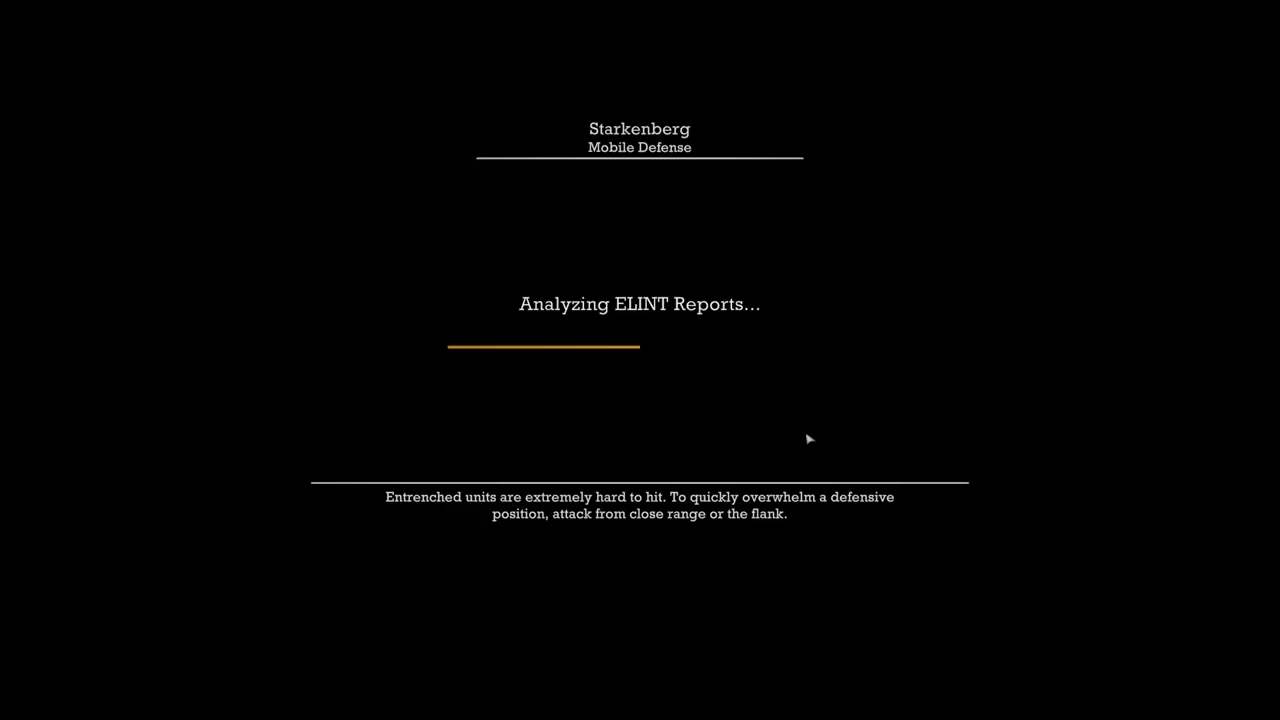 Starkenberg
Mobile Defense
Analyzing ELINT Reports...
Entrenched units are extremely hard to hit. To quickly overwhelm a defensive
position, attack from close range or the flank.